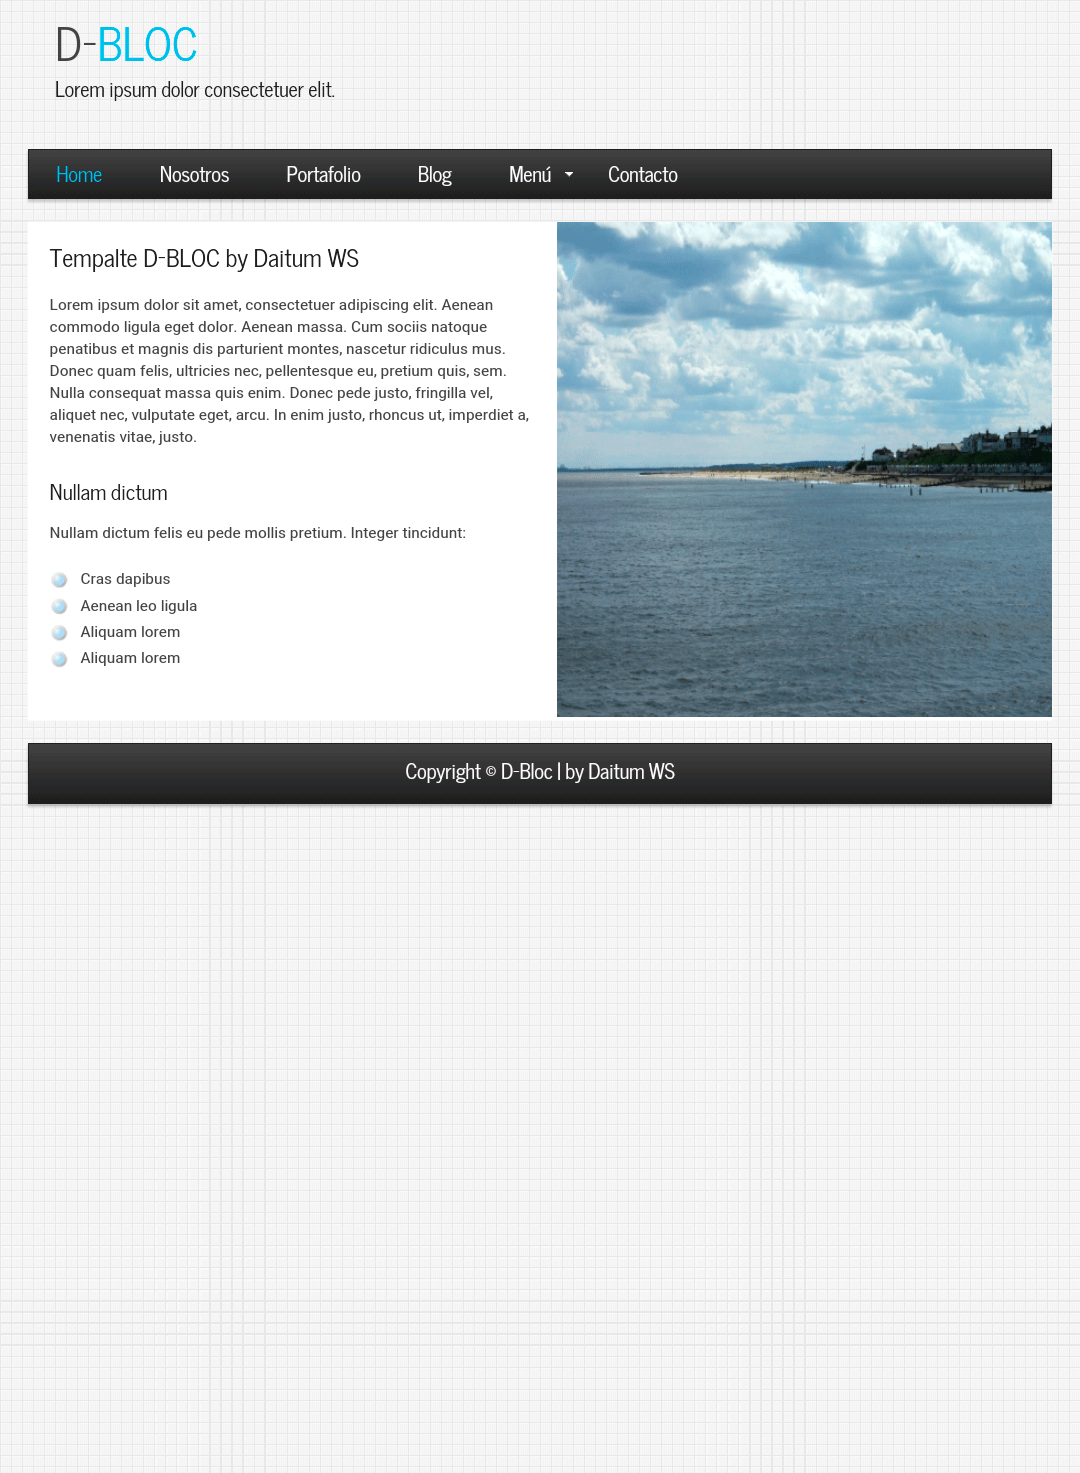 D-BLOC
Lorem ipsum dolor consectetuer elit.
Home Nosotros Portafolio Blog Menú Contacto
Tempalte D-BLOC by Daitum WS
Lorem ipsum dolor sit amet, consectetuer adipiscing elit. Aenean
commodo ligula eget dolor. Aenean massa. Cum sociis natoque
penatibus et magnis dis parturient montes, nascetur ridiculus mus.
Donec quam felis, ultricies nec, pellentesque eu, pretium quis, sem.
Nulla consequat massa quis enim. Donec pede justo, fringilla vel,
aliquet nec, vulputate eget, arcu. In enim justo, rhoncus ut, imperdiet a,
venenatis vitae, justo.
Nullam dictum
Nullam dictum felis eu pede mollis pretium. Integer tincidunt:
Cras dapibus
Aenean leo ligula
Aliquam lorem
Aliquam lorem
Copyright © D-Bloc | by Daitum WS